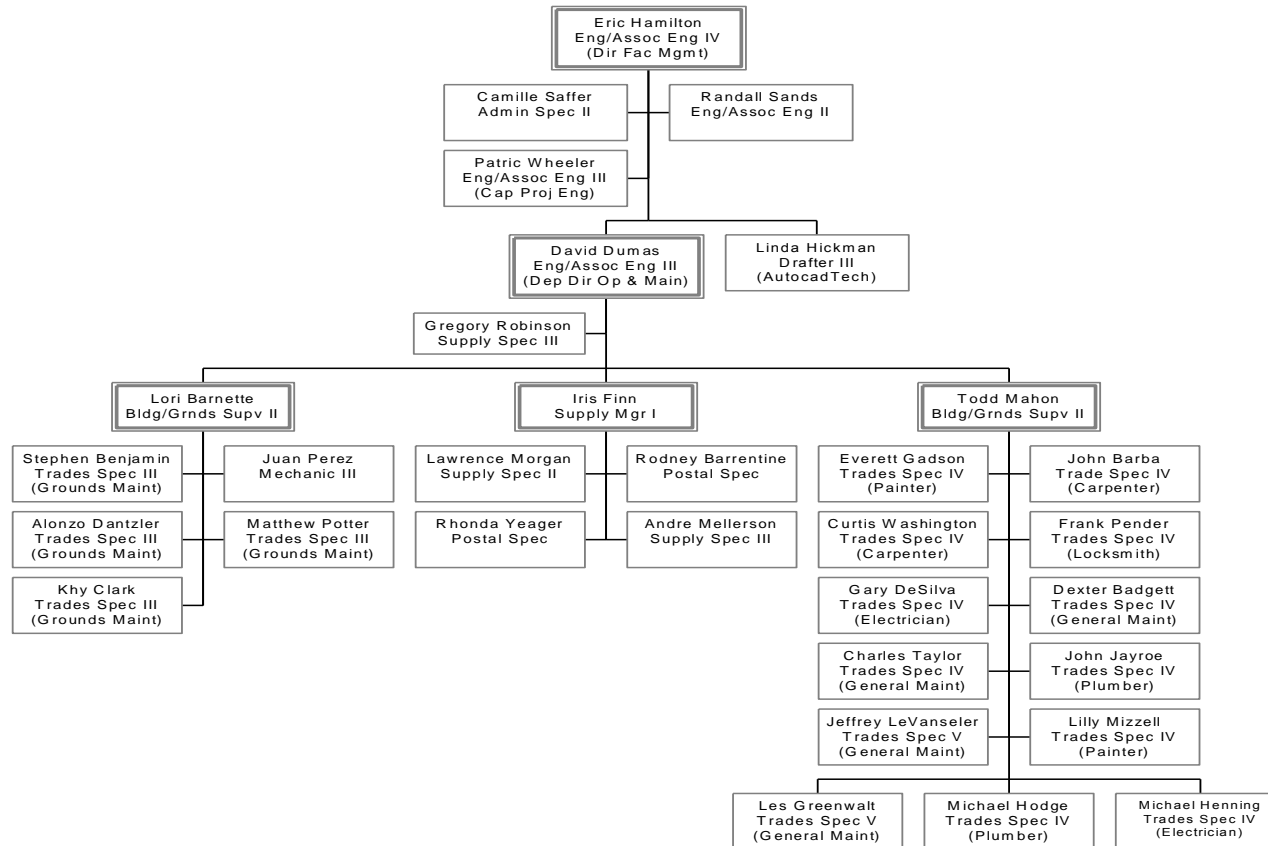 Eric Hamilton
Eng/Assoc Eng IV
(Dir Fac Mgmt)
Camille Saffer
Admin Spec II
Randall Sands
Eng/Assoc Eng II
Patric Wheeler
Eng/Assoc Eng III
(Cap Proj Eng)
David Dumas
Eng/Assoc Eng III
(Dep Dir Op & Main)
Linda Hickman
Drafter III
(AutocadTech)
Gregory Robinson
Supply Spec III
Lori Barnette
Bldg/Grnds Supv II
Iris Finn
Supply Mgr I
Todd Mahon
Bldg/Grnds Supv II
Stephen Benjamin
Trades Spec III
(Grounds Maint)
Juan Perez
Mechanic III
Lawrence Morgan
Supply Spec II
Rodney Barrentine
Postal Spec
Everett Gadson
Trades Spec IV
(Painter)
John Barba
Trade Spec IV
(Carpenter)
Alonzo Dantzler
Trades Spec III
(Grounds Maint)
Matthew Potter
Trades Spec III
(Grounds Maint)
Rhonda Yeager
Postal Spec
Andre Mellerson
Supply Spec III
Curtis Washington
Trades Spec IV
(Carpenter)
Frank Pender
Trades Spec IV
(Locksmith)
Khy Clark
Trades Spec III
(Grounds Maint)
Gary DeSilva
Trades Spec IV
(Electrician)
Dexter Badgett
Trades Spec IV
(General Maint)
Charles Taylor
Trades Spec IV
(General Maint)
John Jayroe
Trades Spec IV
(Plumber)
Jeffrey LeVanseler
Trades Spec V
(General Maint)
Lilly Mizzell
Trades Spec IV
(Painter)
Les Greenwalt
Trades Spec V
(General Maint)
Michael Hodge
Trades Spec IV
(Plumber)
Michael Henning
Trades Spec IV
(Electrician)